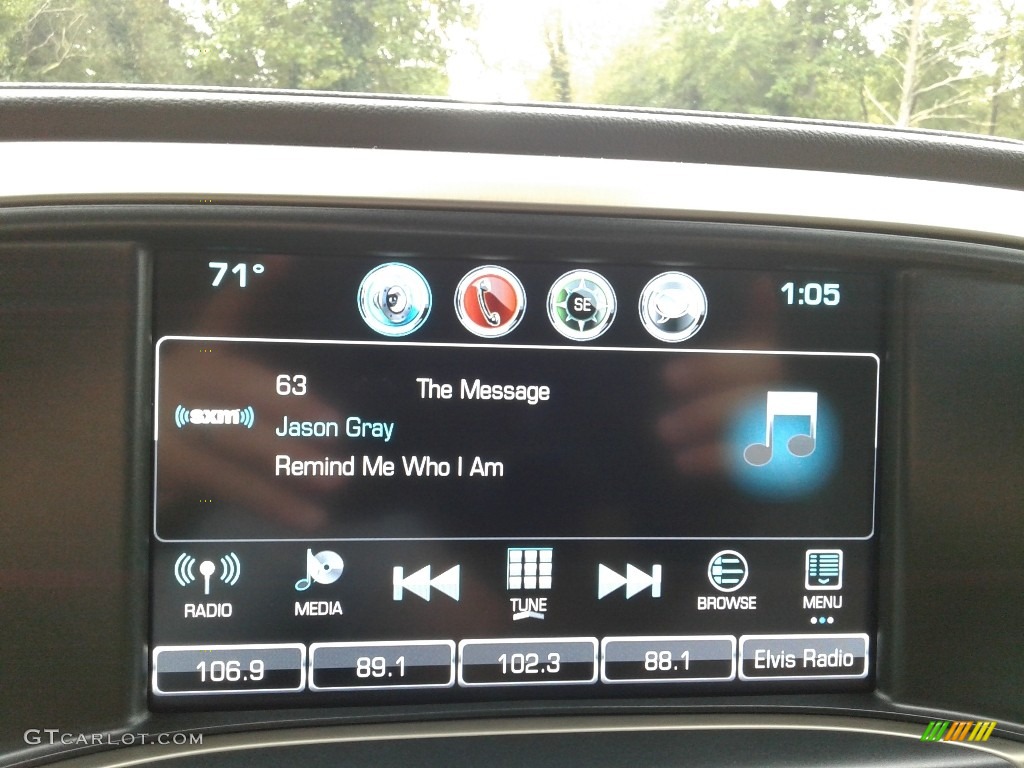 71°
SE
1:05
63 The Message
sxm
Jason Gray
Remind Me Who I Am
RADIO
MEDIA
TUNE
BROWSE
MENU
106.9
89.1
102.3
88.1
Elvis Radio
GTCARLOT.COM